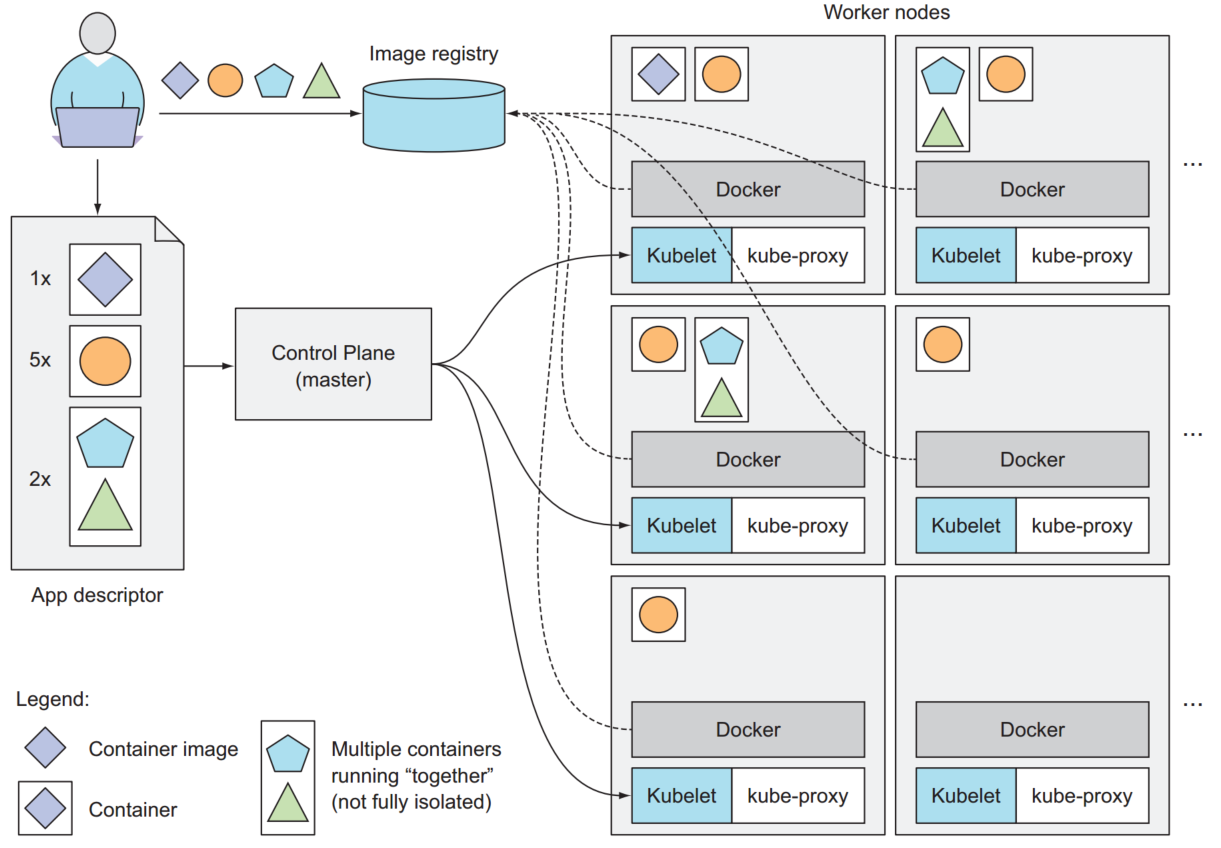 Worker nodes
Image registry
Docker
Docker
...
Kubelet
kube-proxy
Kubelet
kube-proxy
1x
5x
2x
App descriptor
Control Plane
(master)
Docker
Docker
...
Kubelet
kube-proxy
Kubelet
kube-proxy
Docker
Docker
...
Kubelet
kube-proxy
Kubelet
kube-proxy
Legend:
Container image
Container
Multiple containers
running “together”
(not fully isolated)